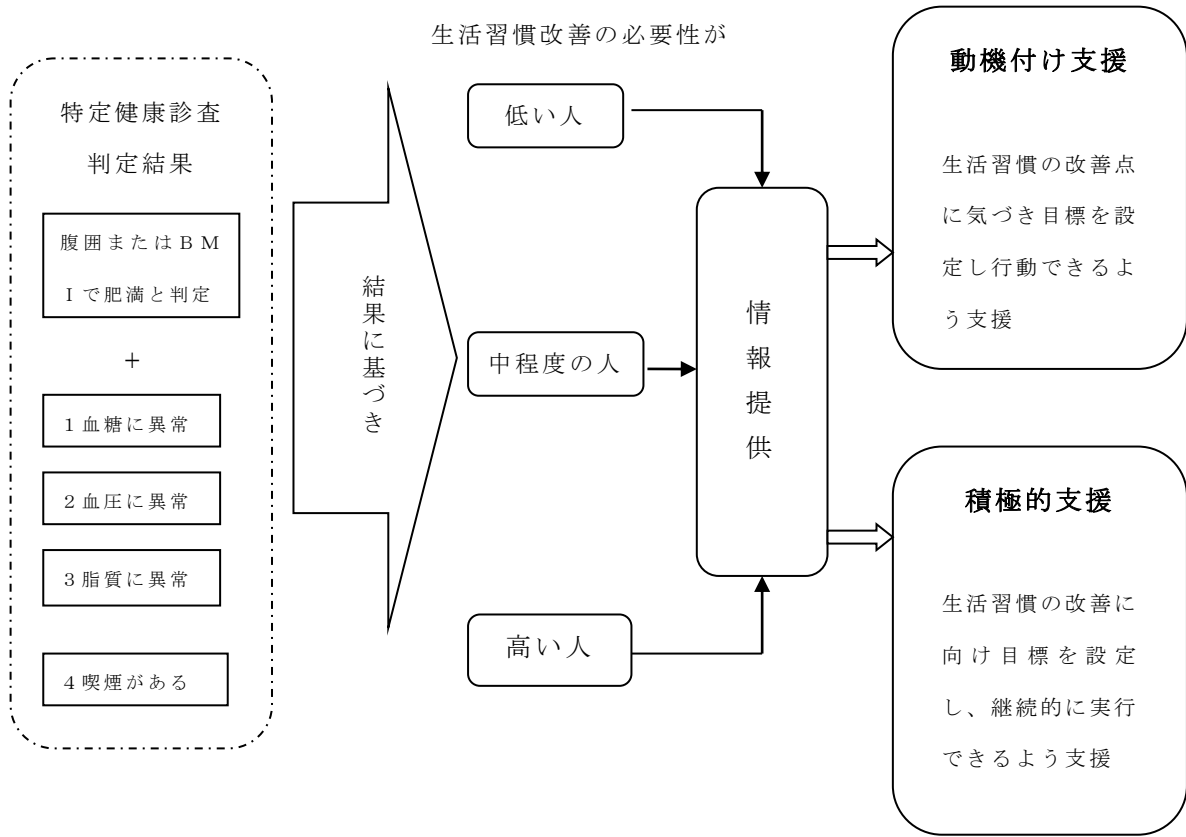 生活習慣改善の必要性が
特定健康診査
判定結果
腹囲またはＢＭ
Ｉで肥満と判定
＋
１血糖に異常
２血圧に異常
３脂質に異常
４喫煙がある
結果に基づき
低い人
中程度の人
高い人
情報提供
動機付け支援
生活習慣の改善点
に気づき目標を設
定し行動できるよ
う支援
積極的支援
生活習慣の改善に
向け目標を設定
し、継続的に実行
できるよう支援